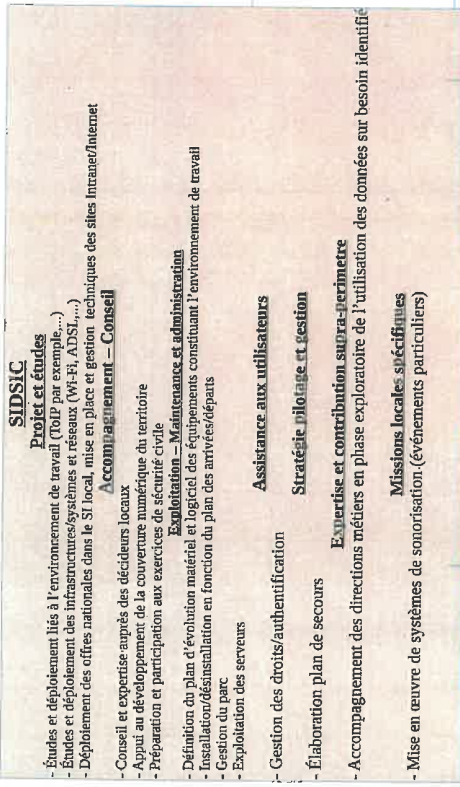 SIDSIC
Projet et études
- Études et déploiement liés à l'environnement de travail (ToIP par exemple,...)
- Études et déploiement des infrastructures/systèmes et réseaux (Wi-Fi, ADSL,...)
- Déploiement des offres nationales dans le SI local, mise en place et gestion techniques des sites Intranet/Internet
Accompagnement – Conseil
- Conseil et expertise auprès des décideurs locaux
- Appui au développement de la couverture numérique du territoire
- Préparation et participation aux exercices de sécurité civile
Exploitation – Maintenance et administration
- Définition du plan d'évolution matériel et logiciel des équipements constituant l'environnement de travail
- Installation/désinstallation en fonction du plan des arrivées/départs
- Gestion du parc
- Exploitation des serveurs
Assistance aux utilisateurs
- Gestion des droits/authentification
Stratégie pilotage et gestion
- Élaboration plan de secours
Expertise et contribution supra-perimetre
- Accompagnement des directions métiers en phase exploratoire de l'utilisation des données sur besoin identifié
Missions locales spécifiques
- Mise en œuvre de systèmes de sonorisation (événements particuliers)